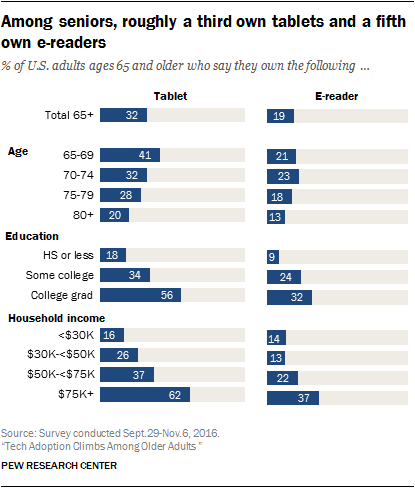 Among seniors, roughly a third own tablets and a fifth
own e-readers
% of U.S. adults ages 65 and older who say they own the following ...
Tablet E-reader
Total 65+ 32 19
Age
65-69 41 21
70-74 32 23
75-79 28 18
80+ 20 13
Education
HS or less 18 9
Some college 34 24
College grad 56 32
Household income
<$30K 16 14
$30K-<$50K 26 13
$50K-<$75K 37 22
$75K+ 62 37
Source: Survey conducted Sept.29-Nov.6, 2016.
"Tech Adoption Climbs Among Older Adults"
PEW RESEARCH CENTER